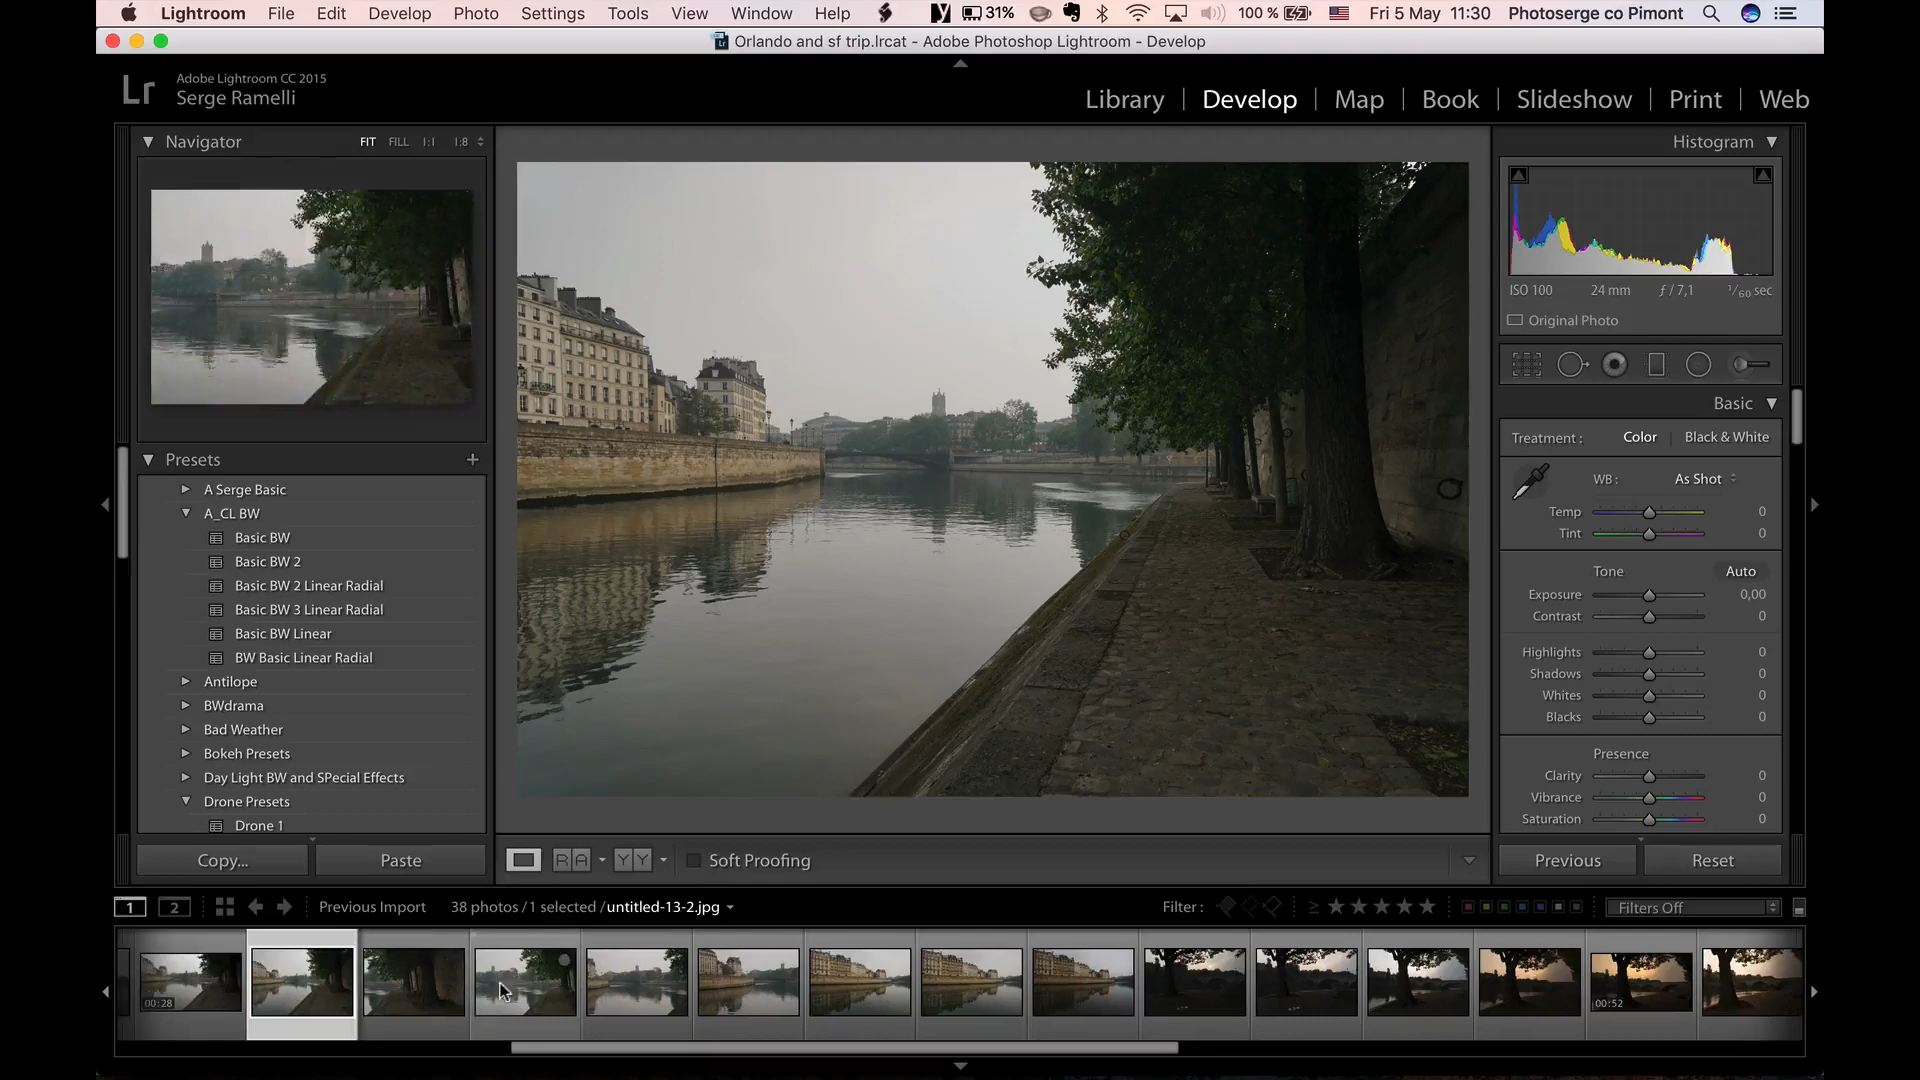 Lightroom File Edit Develop Photo Settings Tools View Window Help 31% 100 % Fri 5 May 11:30 Photoserge co Pimont
Orlando and sf trip.lrcat - Adobe Photoshop Lightroom - Develop
Lr
Adobe Lightroom CC 2015
Serge Ramelli
Library | Develop | Map | Book | Slideshow | Print | Web
Navigator FIT FILL 1:1 1:8
Presets +
A Serge Basic
A_CL BW
Basic BW
Basic BW 2
Basic BW 2 Linear Radial
Basic BW 3 Linear Radial
Basic BW Linear
BW Basic Linear Radial
Antilope
BWdrama
Bad Weather
Bokeh Presets
Day Light BW and SPecial Effects
Drone Presets
Drone 1
Copy... Paste
R A Y Y Soft Proofing
Histogram
ISO 100 24 mm ƒ / 7,1 1/60 sec
Original Photo
Basic
Treatment : Color | Black & White
WB : As Shot
Temp 0
Tint 0
Tone Auto
Exposure 0,00
Contrast 0
Highlights 0
Shadows 0
Whites 0
Blacks 0
Presence
Clarity 0
Vibrance 0
Saturation 0
Previous Reset
1 2 Previous Import 38 photos / 1 selected / untitled-13-2.jpg Filter : ≥ ★ ★ ★ ★ ★ Filters Off
00:28
00:52